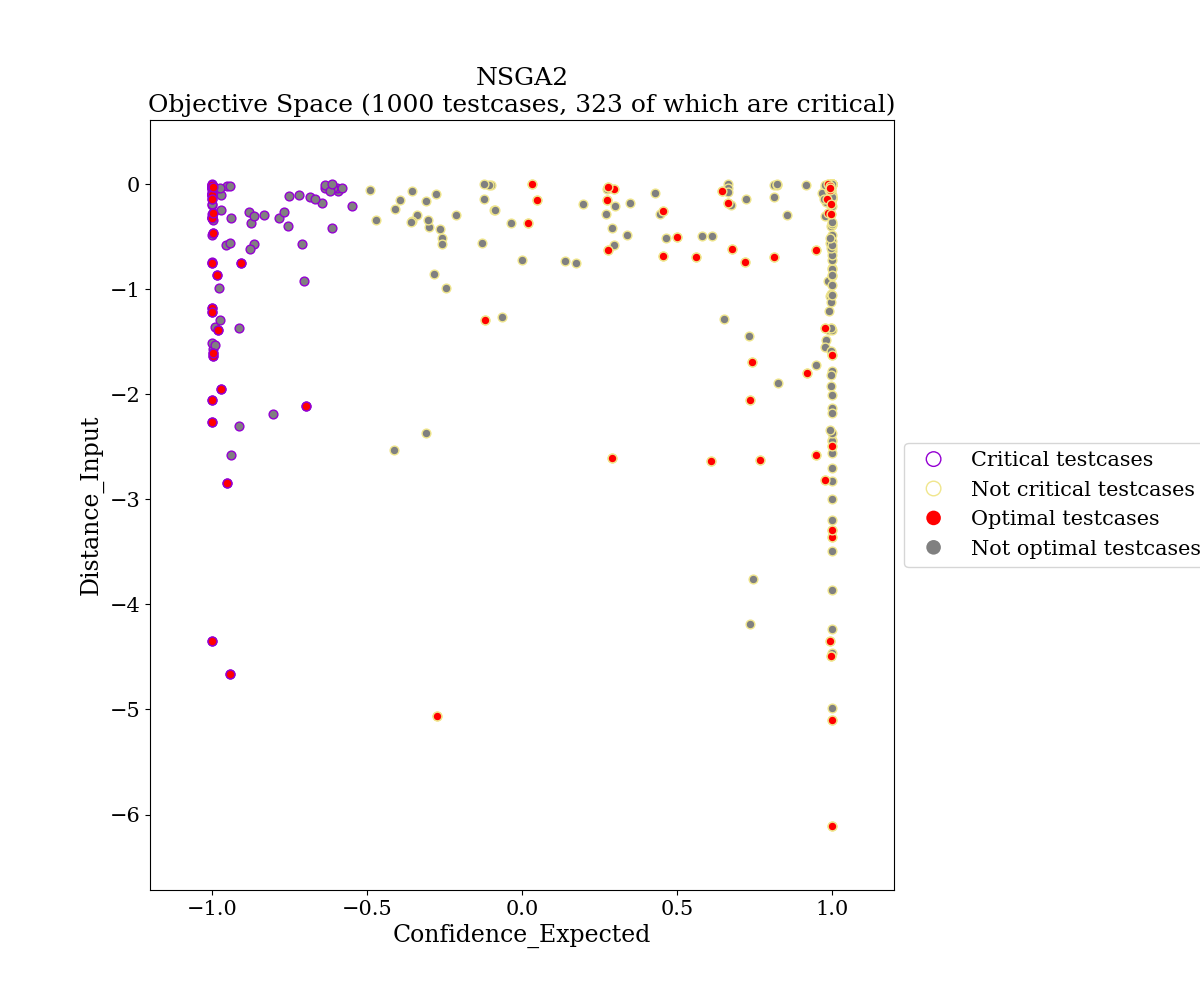 NSGA2
Objective Space (1000 testcases, 323 of which are critical)
0
−1
−2
−3
−4
−5
−6
Distance_Input
−1.0
−0.5
0.0
0.5
1.0
Confidence_Expected
Critical testcases
Not critical testcases
Optimal testcases
Not optimal testcases